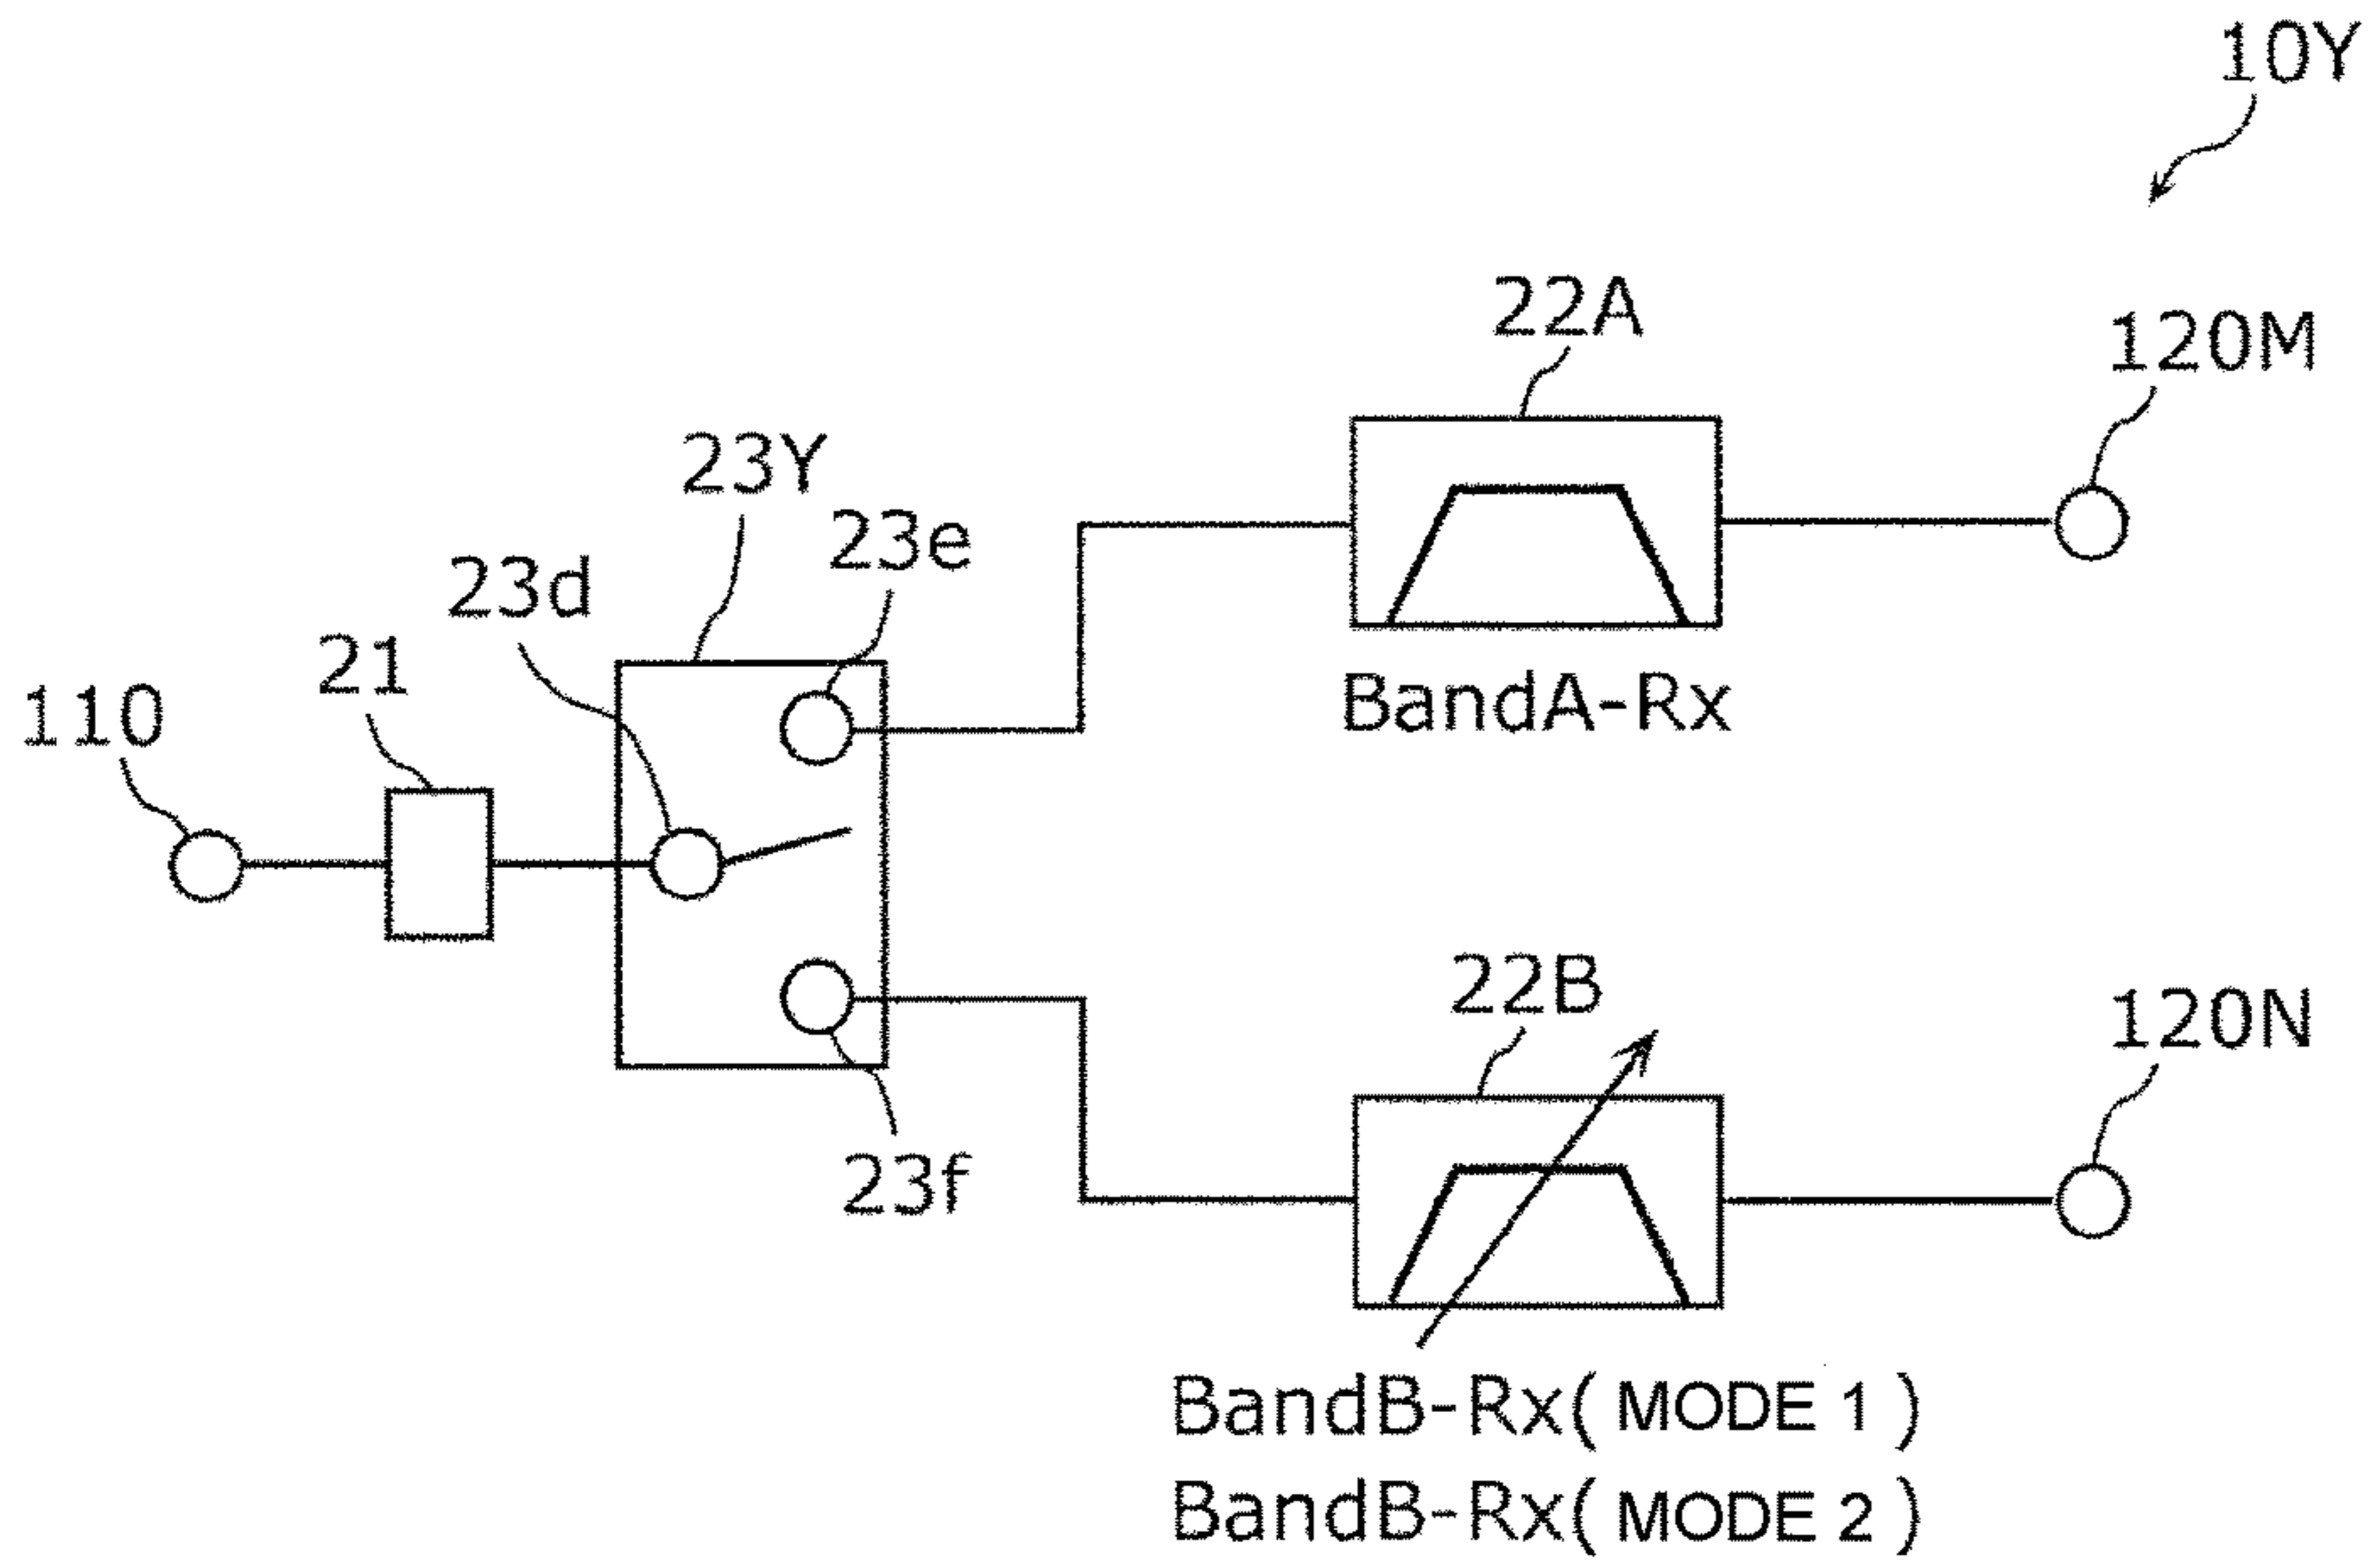 10Y
22A
120M
23Y
23e
23d
21
110
BandA-Rx
22B
120N
23f
BandB-Rx( MODE 1 )
BandB-Rx( MODE 2 )